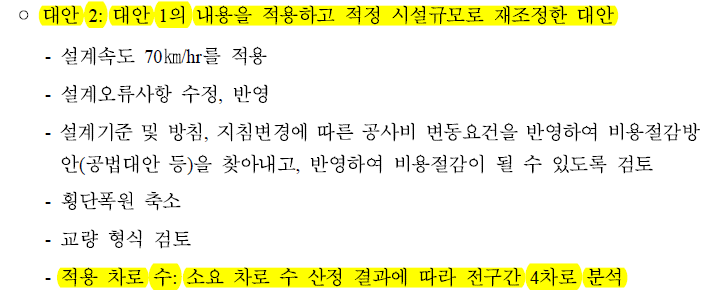 ○ 대안 2: 대안 1의 내용을 적용하고 적정 시설규모로 재조정한 대안
- 설계속도 70㎞/hr를 적용
- 설계오류사항 수정, 반영
- 설계기준 및 방침, 지침변경에 따른 공사비 변동요건을 반영하여 비용절감방
안(공법대안 등)을 찾아내고, 반영하여 비용절감이 될 수 있도록 검토
- 횡단폭원 축소
- 교량 형식 검토
- 적용 차로 수: 소요 차로 수 산정 결과에 따라 전구간 4차로 분석